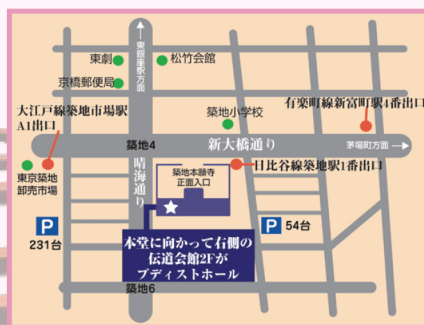 東銀座駅方面
東劇
松竹会館
京橋郵便局
築地小学校
有楽町線新富町駅4番出口
大江戸線築地市場駅
A1出口
築地4
新大橋通り
茅場町方面
東京築地
卸売市場
晴海通り
築地本願寺
正面入口
日比谷線築地駅1番出口
P
231台
P
54台
本堂に向かって右側の
伝道会館2Fが
ブディストホール
築地6